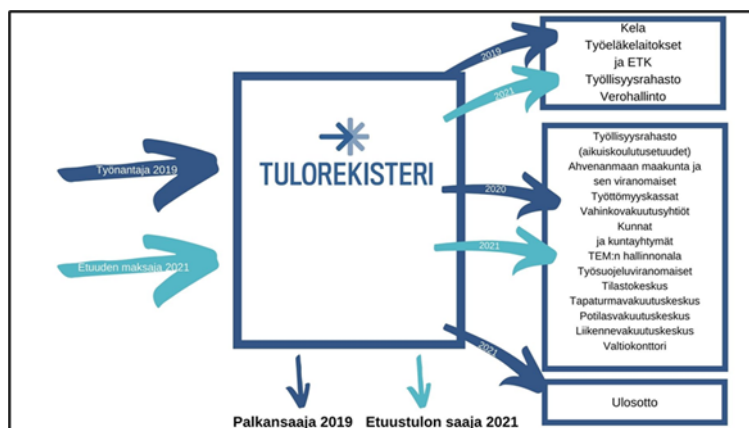 2019
Kela
Työeläkelaitokset
ja ETK
Työllisyysrahasto
Verohallinto
2021
TULOREKISTERI
Työnantaja 2019
Etuuden maksaja 2021
2020
2021
Työllisyysrahasto
(aikuiskoulutusetuudet)
Ahvenanmaan maakunta ja
sen viranomaiset
Työttömyyskassat
Vahinkovakuutusyhtiöt
Kunnat
ja kuntayhtymät
TEM:n hallinnonala
Työsuojeluviranomaiset
Tilastokeskus
Tapaturmavakuutuskeskus
Potilasvakuutuskeskus
Liikennevakuutuskeskus
Valtiokonttori
2021
Ulosotto
Palkansaaja 2019
Etuustulon saaja 2021